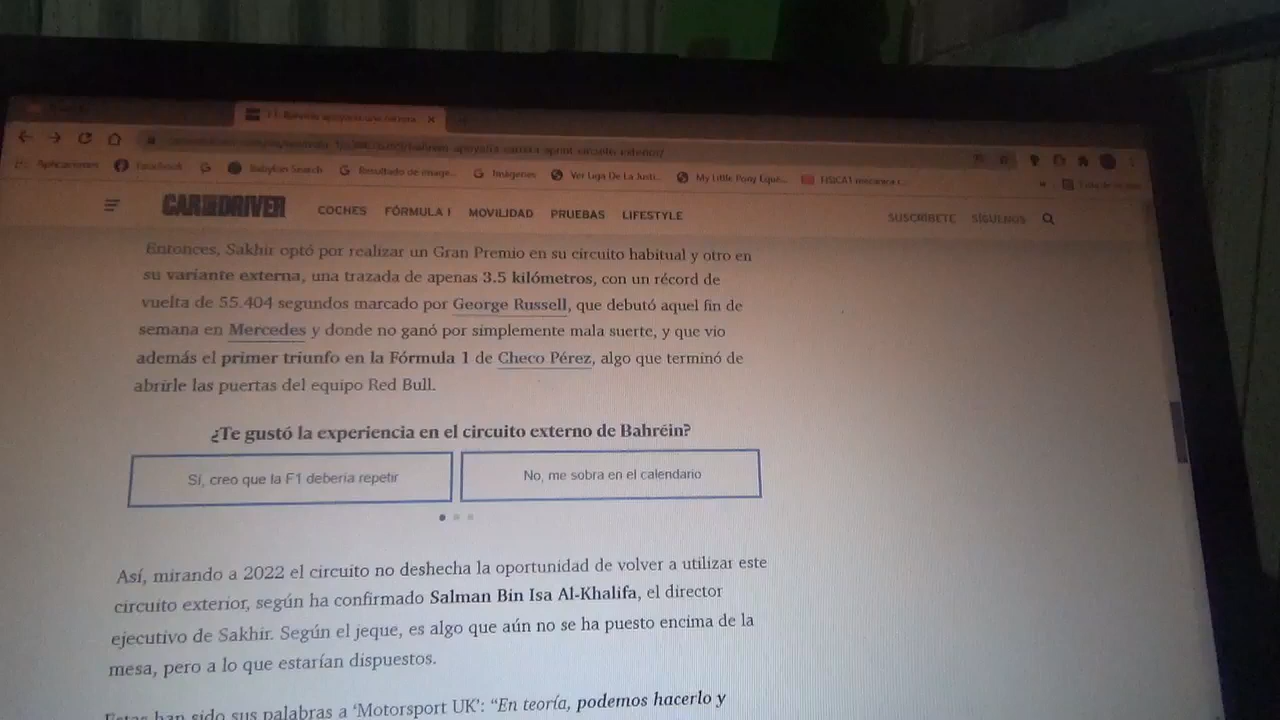 Aplicaciones Facebook G Babylon Search G Resultado de image... G Imágenes Ver Liga De La Justi... My Little Pony Eque... FISICA1
CAR AND DRIVER COCHES FÓRMULA 1 MOVILIDAD PRUEBAS LIFESTYLE SUSCRÍBETE SÍGUENOS
Entonces, Sakhir optó por realizar un Gran Premio en su circuito habitual y otro en
su variante externa, una trazada de apenas 3.5 kilómetros, con un récord de
vuelta de 55.404 segundos marcado por George Russell, que debutó aquel fin de
semana en Mercedes y donde no ganó por simplemente mala suerte, y que vio
además el primer triunfo en la Fórmula 1 de Checo Pérez, algo que terminó de
abrirle las puertas del equipo Red Bull.
¿Te gustó la experiencia en el circuito externo de Bahréin?
Sí, creo que la F1 debería repetir No, me sobra en el calendario
Así, mirando a 2022 el circuito no deshecha la oportunidad de volver a utilizar este
circuito exterior, según ha confirmado Salman Bin Isa Al-Khalifa, el director
ejecutivo de Sakhir. Según el jeque, es algo que aún no se ha puesto encima de la
mesa, pero a lo que estarían dispuestos.
Estas han sido sus palabras a ‘Motorsport UK’: “En teoría, podemos hacerlo y